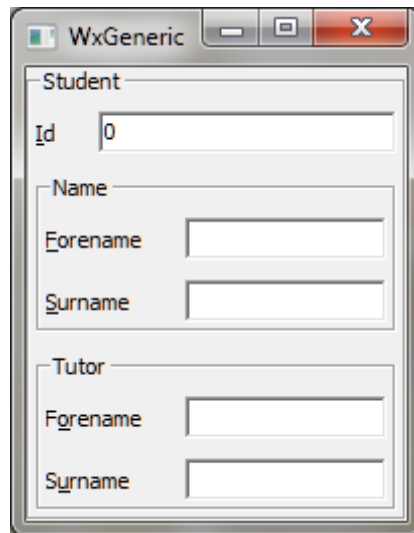 WxGeneric
Student
Id 0
Name
Forename
Surname
Tutor
Forename
Surname